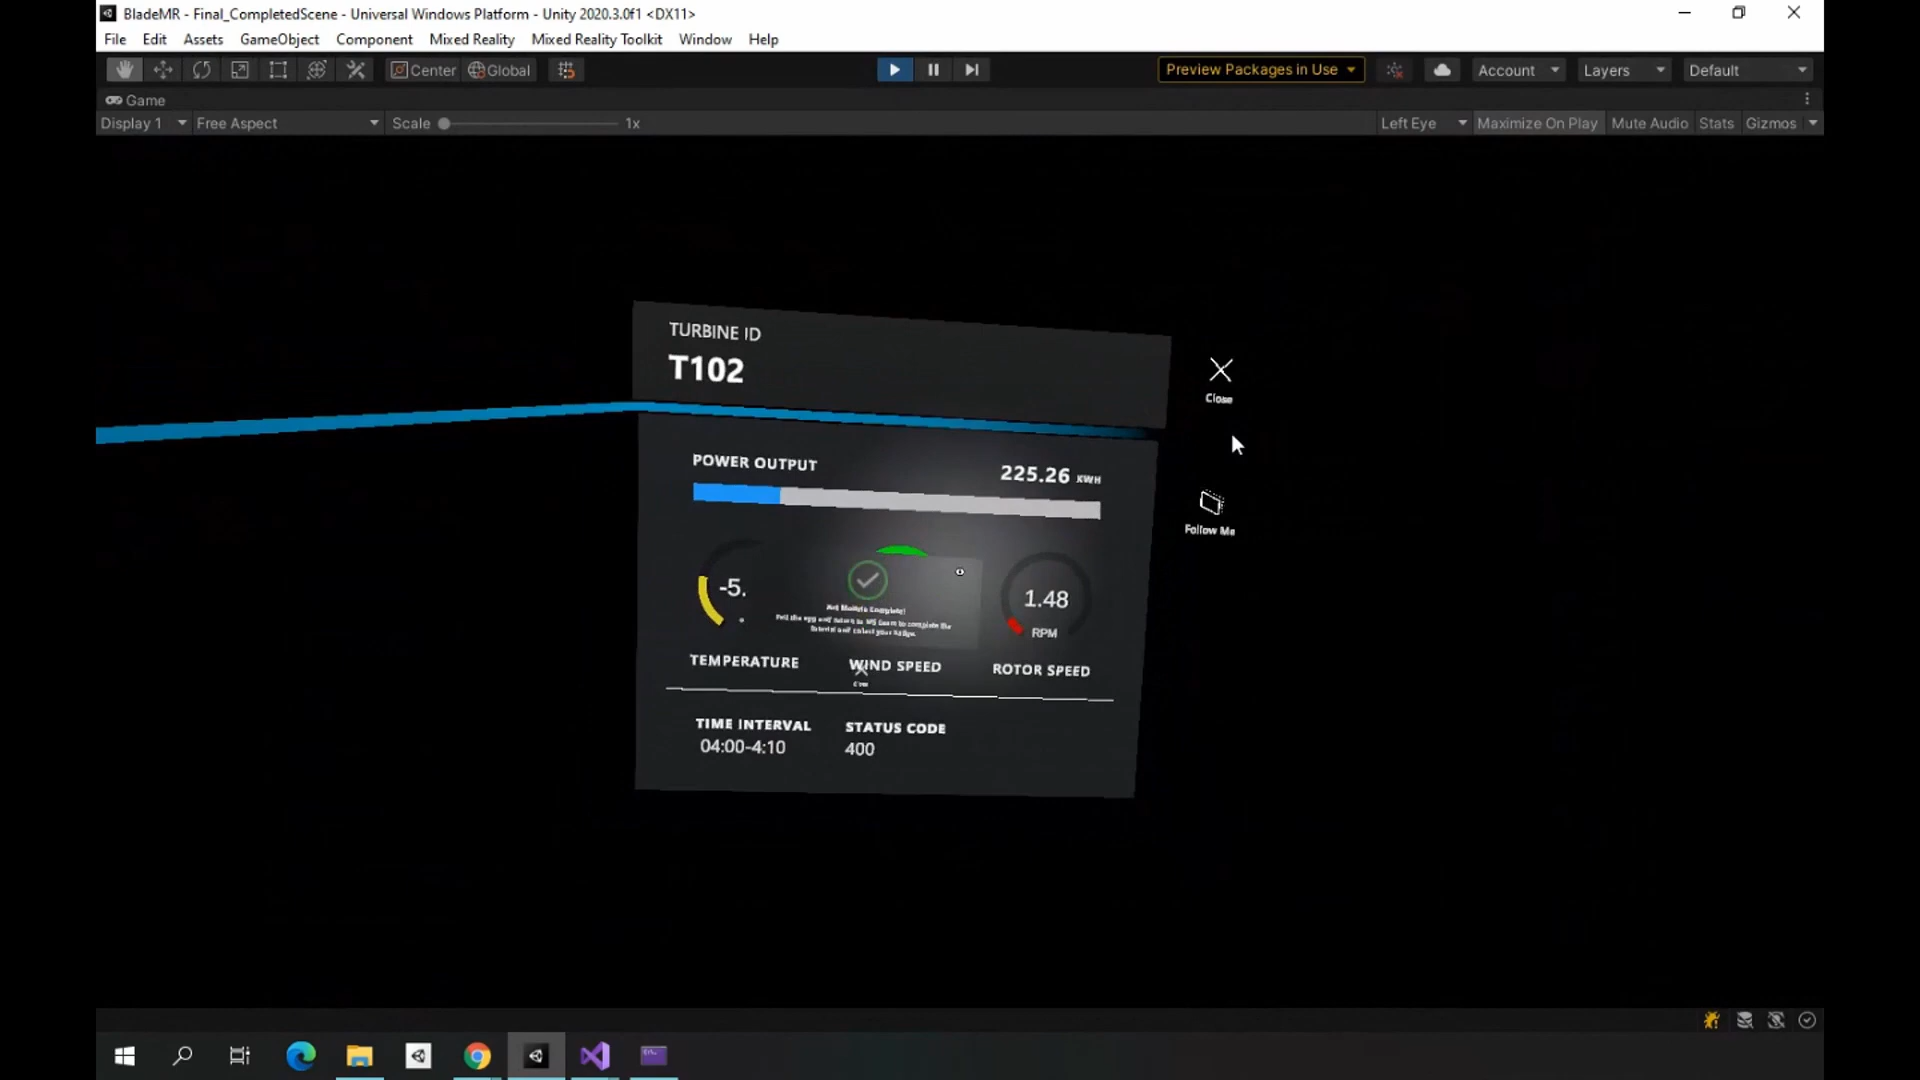 BladeMR - Final_CompletedScene - Universal Windows Platform - Unity 2020.3.0f1 <DX11>
File Edit Assets GameObject Component Mixed Reality Mixed Reality Toolkit Window Help
Center Global Preview Packages in Use Account Layers Default
Game
Display 1 Free Aspect Scale 1x Left Eye Maximize On Play Mute Audio Stats Gizmos
TURBINE ID
T102
Close
POWER OUTPUT
225.26 KWH
Follow Me
-5.
1.48
RPM
TEMPERATURE
WIND SPEED
ROTOR SPEED
TIME INTERVAL
04:00-4:10
STATUS CODE
400